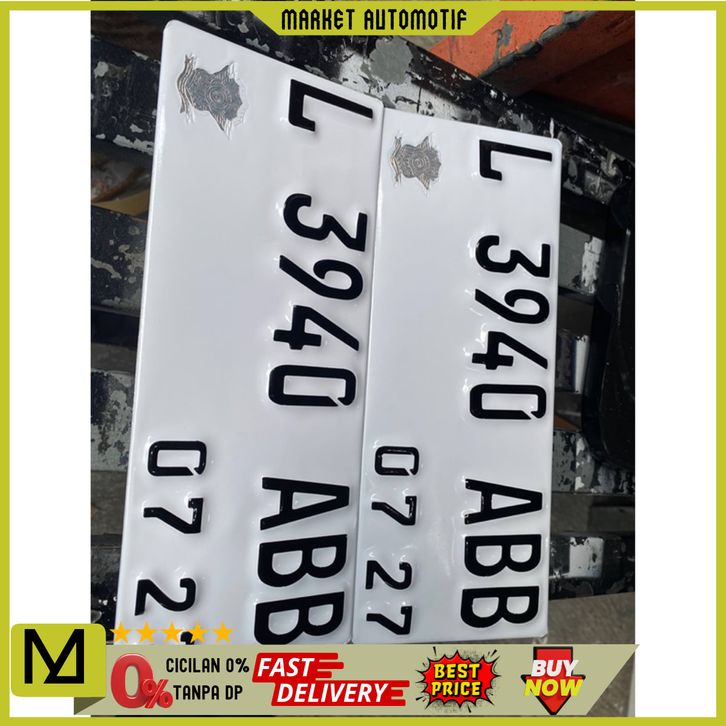 MARKET AUTOMOTIF
L 3940 ABB
07 2
L 3940 ABB
07 27
M
0%
CICILAN 0%
TANPA DP
FAST
DELIVERY
BEST
PRICE
BUY
NOW